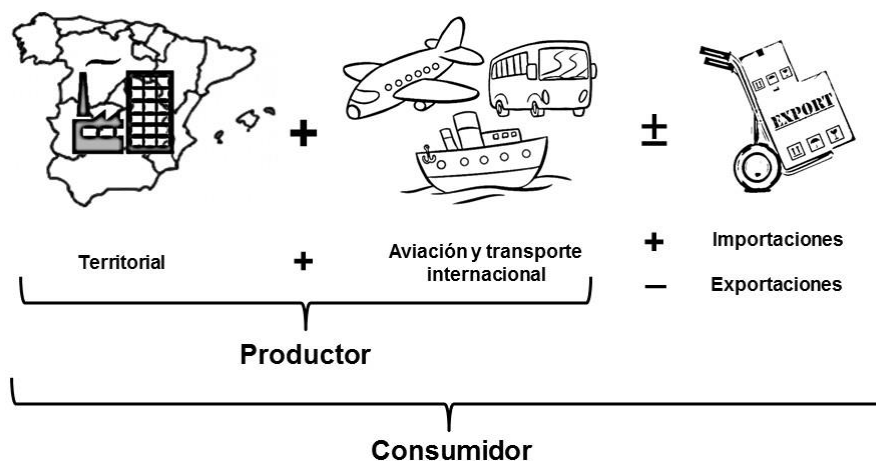 +
±
EXPORT
Territorial
+
Aviación y transporte
internacional
+ Importaciones
− Exportaciones
Productor
Consumidor